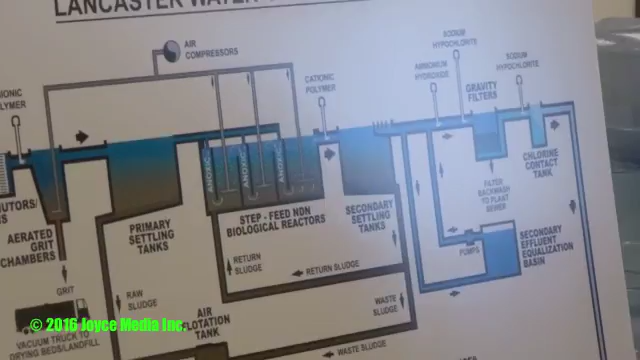 LANCASTER WATER
AIR
COMPRESSORS
SODIUM
HYPOCHLORITE
SODIUM
HYPOCHLORITE
AMMONIUM
HYDROXIDE
CATIONIC
POLYMER
GRAVITY
FILTERS
POLYMER
ANOXIC
ANOXIC
ANOXIC
CHLORINE
CONTACT
TANK
FILTER
BACKWASH
TO PLANT
SEWER
AERATED
GRIT
CHAMBERS
PRIMARY
SETTLING
TANKS
STEP - FEED NDN
BIOLOGICAL REACTORS
SECONDARY
SETTLING
TANKS
SECONDARY
EFFLUENT
EQUALIZATION
BASIN
PUMPS
RETURN
SLUDGE
RETURN SLUDGE
GRIT
RAW
SLUDGE
AIR
FLOTATION
TANK
WASTE
SLUDGE
WASTE SLUDGE
VACUUM TRUCK TO
DRYING BEDS/LANDFILL
© 2016 Joyce Media Inc.